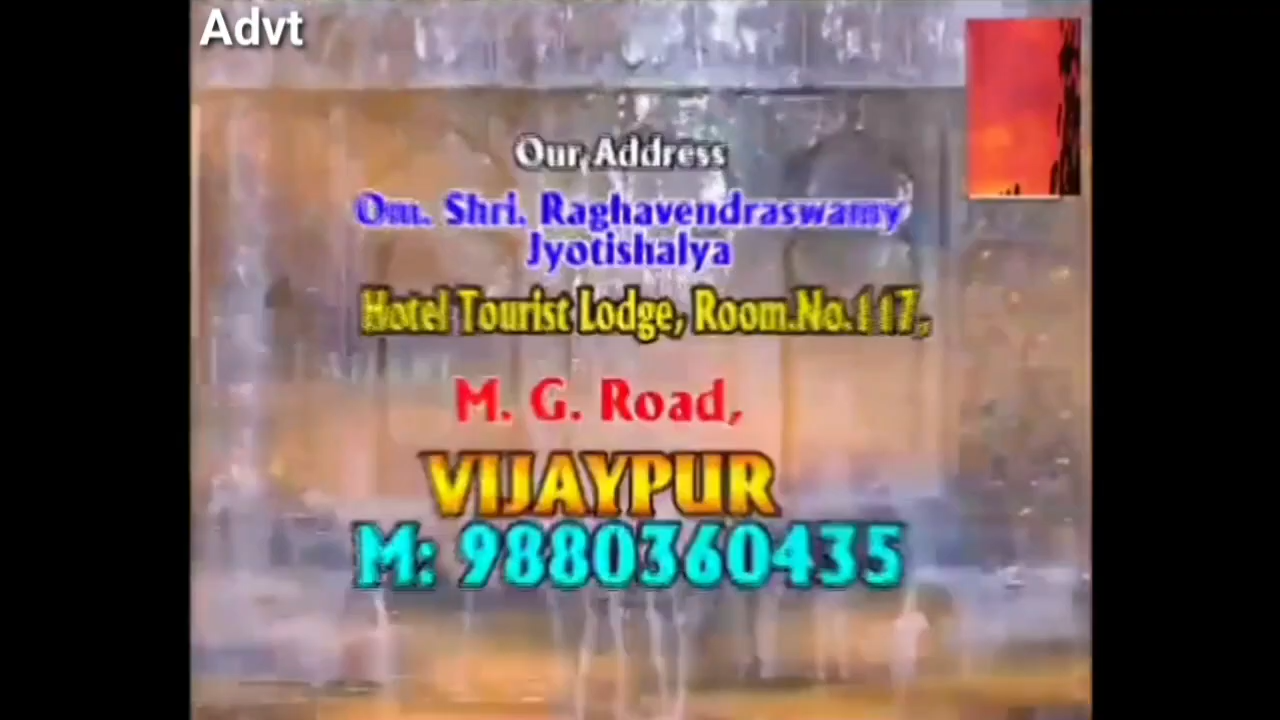 Advt
Our Address
Om. Shri. Raghavendraswamy
Jyotishalya
Hotel Tourist Lodge, Room.No.117,
M. G. Road,
VIJAYPUR
M: 9880360435